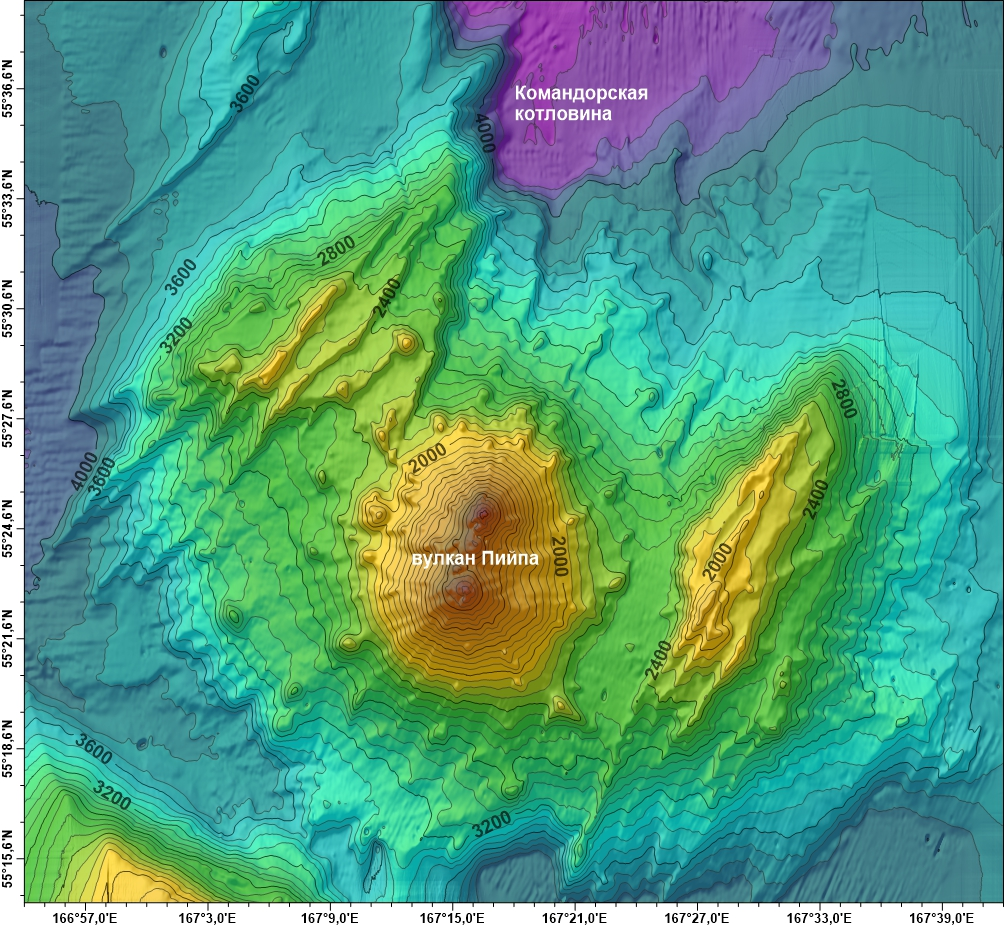 55°36,6'N
55°33,6'N
55°30,6'N
55°27,6'N
55°24,6'N
55°21,6'N
55°18,6'N
55°15,6'N
3600
Командорская
котловина
4000
2800
3600
2400
3200
2800
2000
4000
3600
2400
вулкан Пийпа
2000
2000
2400
3600
3200
3200
166°57,0'E
167°3,0'E
167°9,0'E
167°15,0'E
167°21,0'E
167°27,0'E
167°33,0'E
167°39,0'E